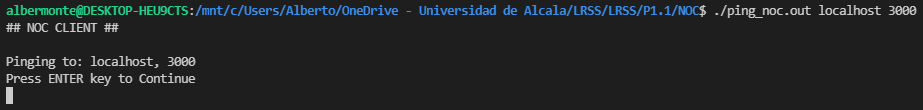 albermonte@DESKTOP-HEU9CTS:/mnt/c/Users/Alberto/OneDrive - Universidad de Alcala/LRSS/LRSS/P1.1/NOC$ ./ping_noc.out localhost 3000
## NOC CLIENT ##
Pinging to: localhost, 3000
Press ENTER key to Continue